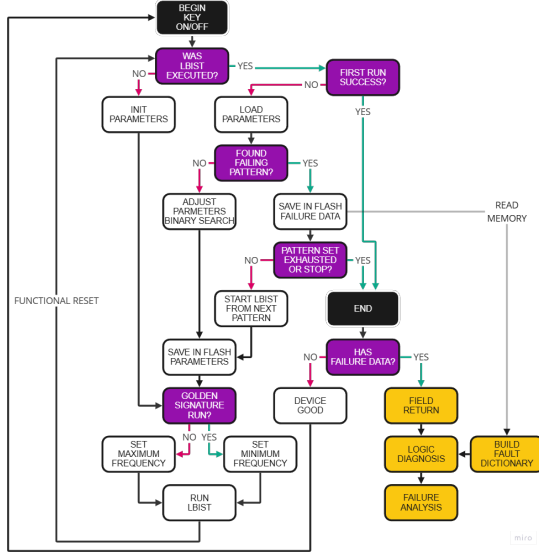 BEGIN
KEY
ON/OFF
WAS
LBIST
EXECUTED?
YES
NO
FIRST RUN
SUCCESS?
NO
YES
INIT
PARAMETERS
LOAD
PARAMETERS
FOUND
FAILING
PATTERN?
NO
YES
ADJUST
PARMETERS
BINARY SEARCH
SAVE IN FLASH
FAILURE DATA
READ
MEMORY
PATTERN SET
EXHAUSTED
OR STOP?
NO
YES
FUNCTIONAL RESET
START LBIST
FROM NEXT
PATTERN
END
SAVE IN FLASH
PARAMETERS
HAS
FAILURE DATA?
NO
YES
GOLDEN
SIGNATURE
RUN?
DEVICE
GOOD
FIELD
RETURN
NO
YES
SET
MAXIMUM
FREQUENCY
SET
MINIMUM
FREQUENCY
LOGIC
DIAGNOSIS
BUILD
FAULT
DICTIONARY
RUN
LBIST
FAILURE
ANALYSIS
miro